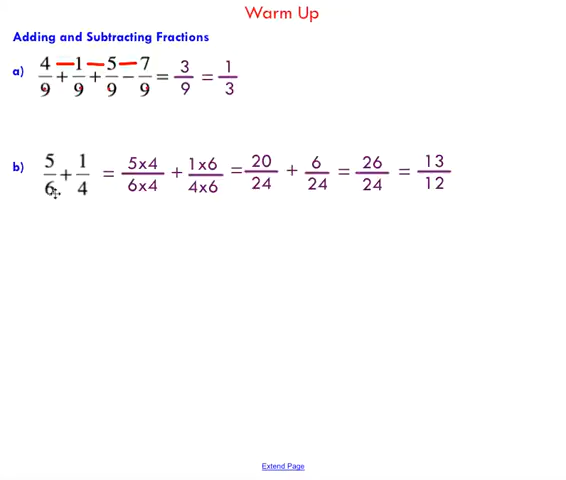 Warm Up
Adding and Subtracting Fractions
a) 4/9 + 1/9 + 5/9 − 7/9 = 3/9 = 1/3
b) 5/6 + 1/4 = 5x4/6x4 + 1x6/4x6 = 20/24 + 6/24 = 26/24 = 13/12
Extend Page